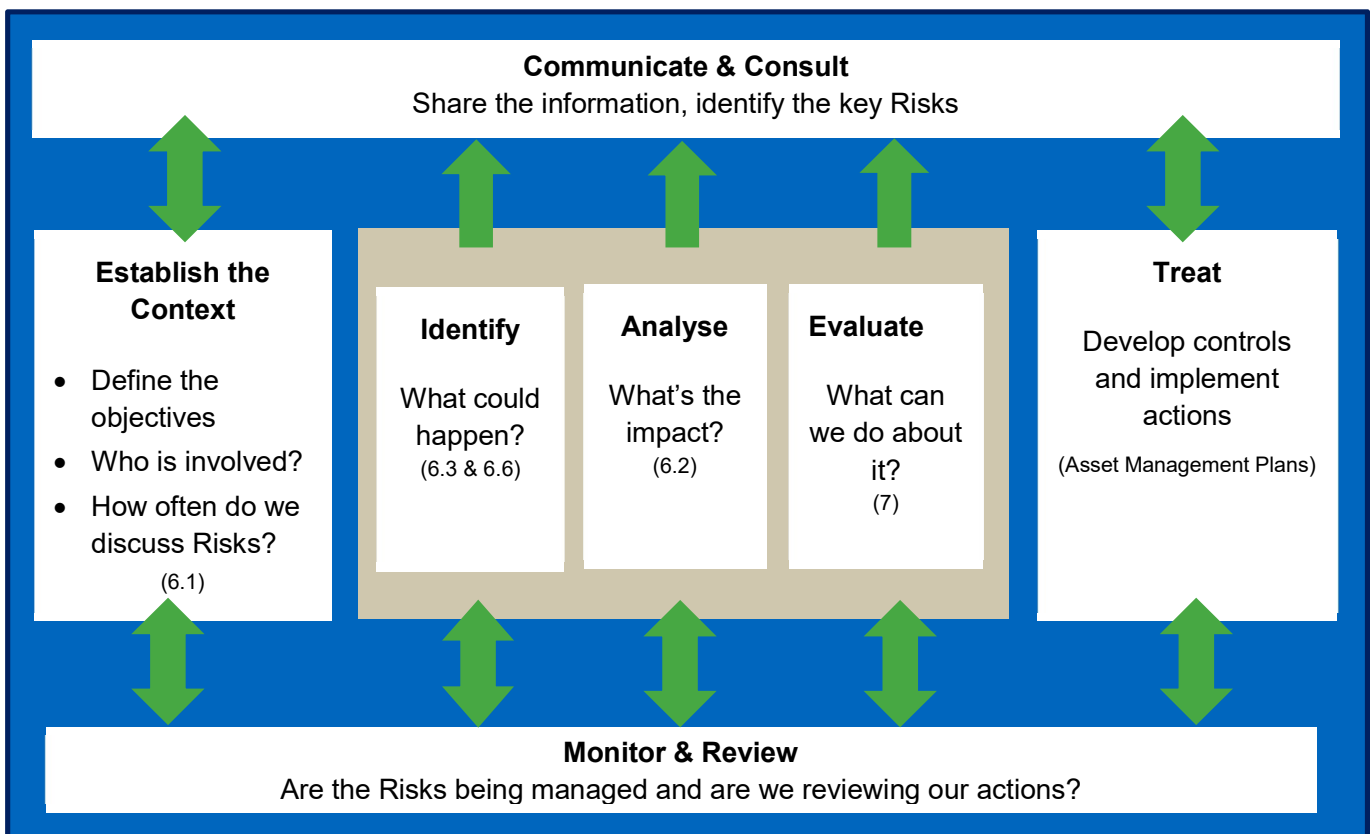 Communicate & Consult
Share the information, identify the key Risks
Establish the
Context
• Define the
objectives
• Who is involved?
• How often do we
discuss Risks?
(6.1)
Identify
What could
happen?
(6.3 & 6.6)
Analyse
What’s the
impact?
(6.2)
Evaluate
What can
we do about
it?
(7)
Treat
Develop controls
and implement
actions
(Asset Management Plans)
Monitor & Review
Are the Risks being managed and are we reviewing our actions?